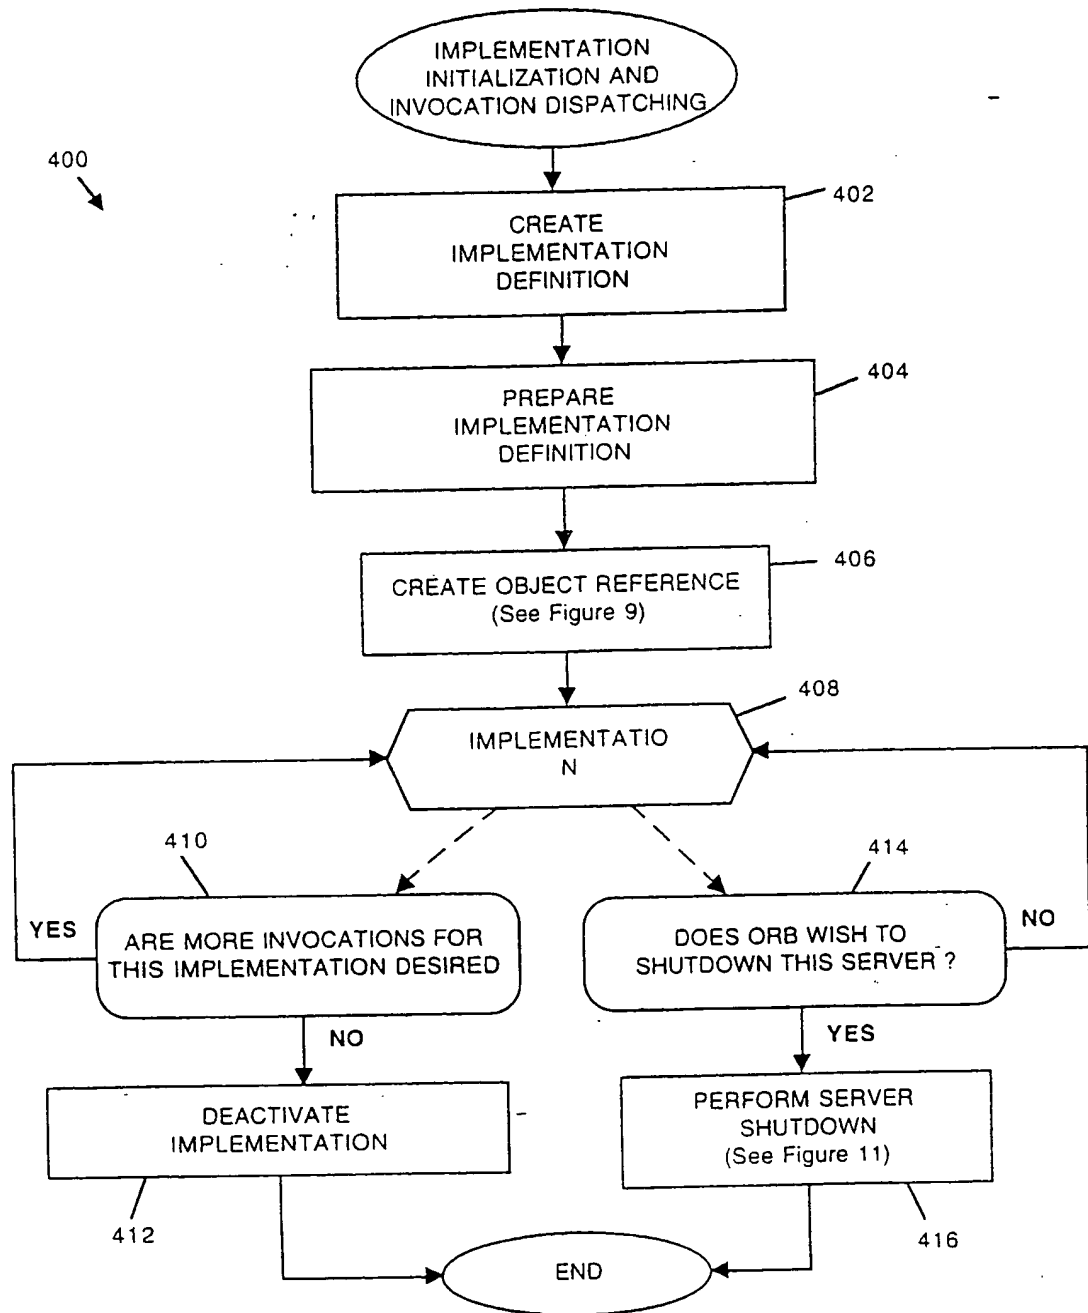 IMPLEMENTATION
INITIALIZATION AND
INVOCATION DISPATCHING
400
402
CREATE
IMPLEMENTATION
DEFINITION
404
PREPARE
IMPLEMENTATION
DEFINITION
406
CREATE OBJECT REFERENCE
(See Figure 9)
408
IMPLEMENTATIO
N
410
414
YES
ARE MORE INVOCATIONS FOR
THIS IMPLEMENTATION DESIRED
DOES ORB WISH TO
SHUTDOWN THIS SERVER ?
NO
NO
YES
DEACTIVATE
IMPLEMENTATION
PERFORM SERVER
SHUTDOWN
(See Figure 11)
412
416
END